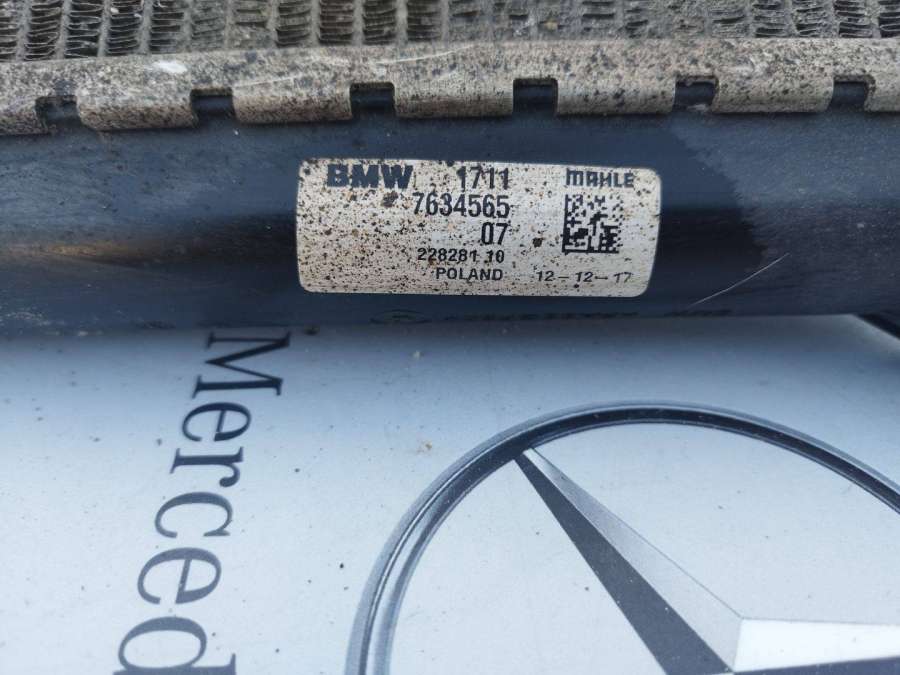 BMW 1711 MAHLE
7634565
07
228281 10
POLAND 12-12-17
Merced